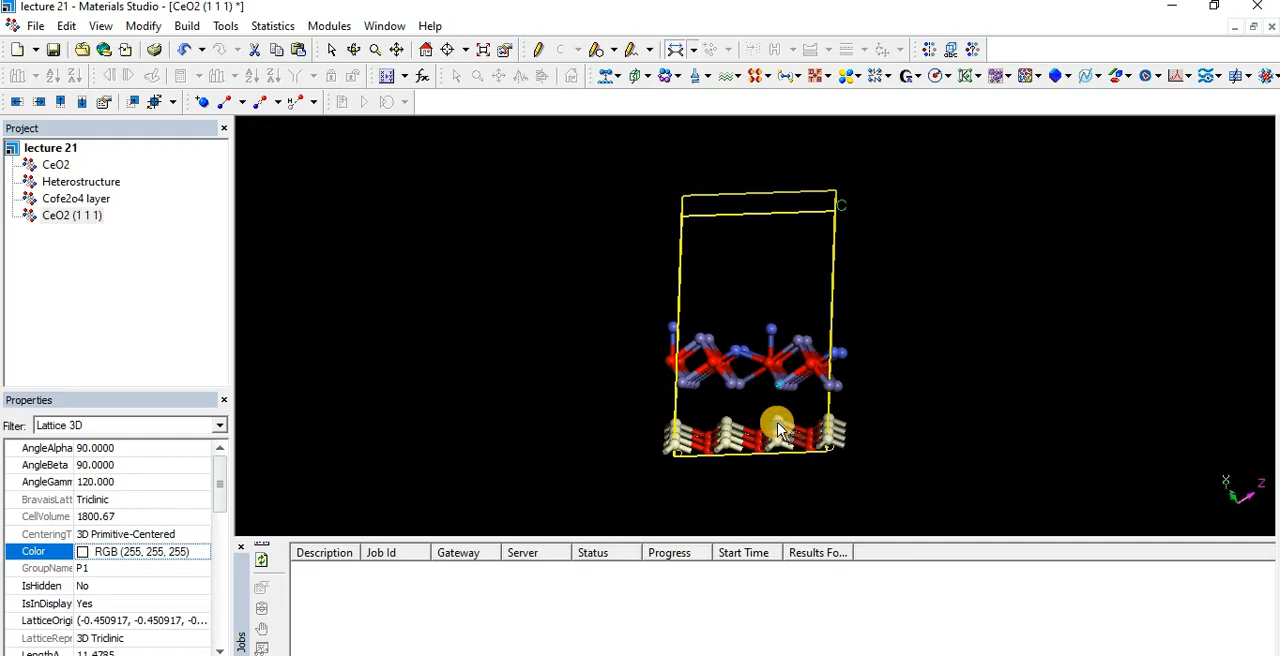 lecture 21 - Materials Studio - [CeO2 (1 1 1) *]
File Edit View Modify Build Tools Statistics Modules Window Help
Project
lecture 21
CeO2
Heterostructure
Cofe2o4 layer
CeO2 (1 1 1)
C
Properties
Filter: Lattice 3D
AngleAlpha 90.0000
AngleBeta 90.0000
AngleGamm 120.000
BravaisLatt Triclinic
CellVolume 1800.67
CenteringT 3D Primitive-Centered
Color RGB (255, 255, 255)
GroupName P1
IsHidden No
IsInDisplay Yes
LatticeOrigi (-0.450917, -0.450917, -0...
LatticeRepr 3D Triclinic
LengthA 11.4785
X Z
Description Job Id Gateway Server Status Progress Start Time Results Fo...
Jobs